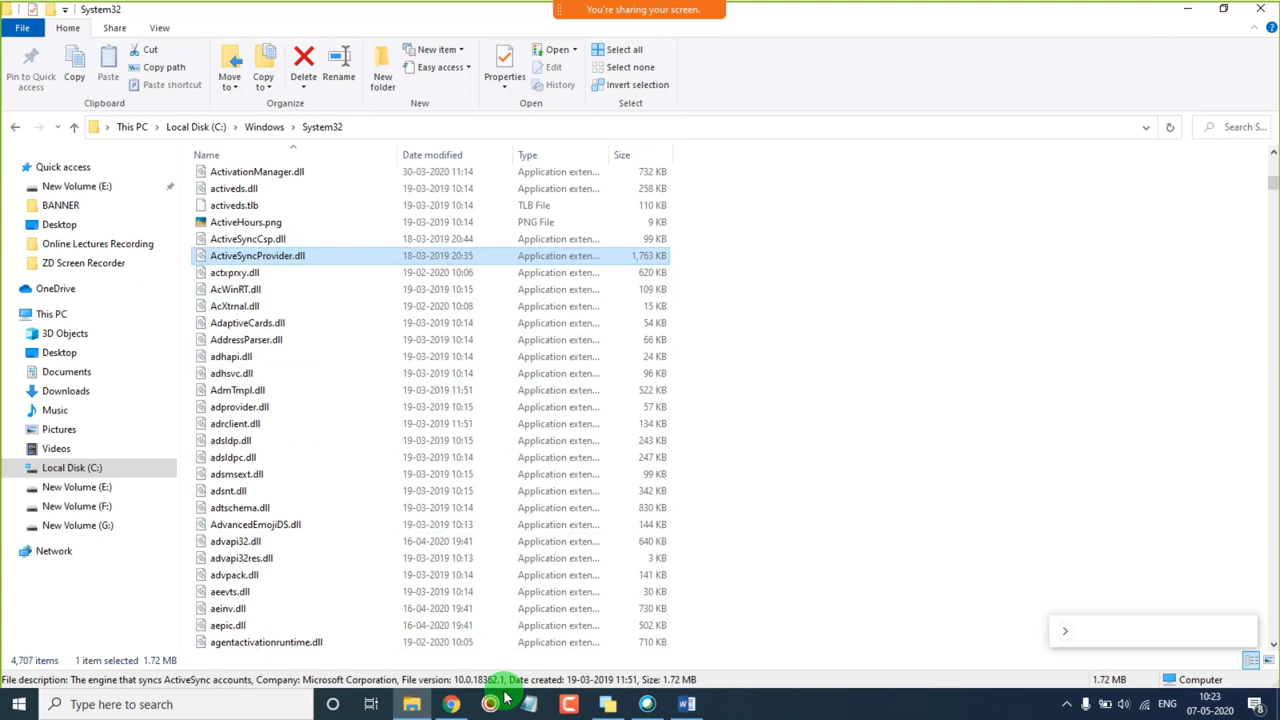 System32
You're sharing your screen.
File Home Share View
Pin to Quick access
Copy
Paste
Cut
Copy path
Paste shortcut
Clipboard
Move to
Copy to
Delete
Rename
Organize
New folder
New item
Easy access
New
Properties
Open
Edit
History
Open
Select all
Select none
Invert selection
Select
This PC > Local Disk (C:) > Windows > System32
Search S...
Quick access
New Volume (E:)
BANNER
Desktop
Online Lectures Recording
ZD Screen Recorder
OneDrive
This PC
3D Objects
Desktop
Documents
Downloads
Music
Pictures
Videos
Local Disk (C:)
New Volume (E:)
New Volume (F:)
New Volume (G:)
Network
Name Date modified Type Size
ActivationManager.dll 30-03-2020 11:14 Application exten... 732 KB
activeds.dll 19-03-2019 10:14 Application exten... 258 KB
activeds.tlb 19-03-2019 10:14 TLB File 110 KB
ActiveHours.png 19-03-2019 10:14 PNG File 9 KB
ActiveSyncCsp.dll 18-03-2019 20:44 Application exten... 99 KB
ActiveSyncProvider.dll 18-03-2019 20:35 Application exten... 1,763 KB
actxprxy.dll 19-02-2020 10:06 Application exten... 620 KB
AcWinRT.dll 19-03-2019 10:15 Application exten... 109 KB
AcXtrnal.dll 19-02-2020 10:08 Application exten... 15 KB
AdaptiveCards.dll 19-03-2019 10:14 Application exten... 54 KB
AddressParser.dll 19-03-2019 10:14 Application exten... 66 KB
adhapi.dll 19-03-2019 10:14 Application exten... 24 KB
adhsvc.dll 19-03-2019 10:14 Application exten... 96 KB
AdmTmpl.dll 19-03-2019 11:51 Application exten... 522 KB
adprovider.dll 19-03-2019 10:15 Application exten... 57 KB
adrclient.dll 19-03-2019 11:51 Application exten... 134 KB
adsldp.dll 19-03-2019 10:15 Application exten... 243 KB
adsldpc.dll 19-03-2019 10:15 Application exten... 247 KB
adsmsext.dll 19-03-2019 10:15 Application exten... 99 KB
adsnt.dll 19-03-2019 10:15 Application exten... 342 KB
adtschema.dll 19-03-2019 10:14 Application exten... 830 KB
AdvancedEmojiDS.dll 19-03-2019 10:13 Application exten... 144 KB
advapi32.dll 16-04-2020 19:41 Application exten... 640 KB
advapi32res.dll 19-03-2019 10:13 Application exten... 3 KB
advpack.dll 19-03-2019 10:14 Application exten... 141 KB
aeevts.dll 19-03-2019 10:14 Application exten... 30 KB
aeinv.dll 16-04-2020 19:41 Application exten... 730 KB
aepic.dll 16-04-2020 19:41 Application exten... 502 KB
agentactivationruntime.dll 19-02-2020 10:05 Application exten... 710 KB
4,707 items 1 item selected 1.72 MB
File description: The engine that syncs ActiveSync accounts, Company: Microsoft Corporation, File version: 10.0.18362.1, Date created: 19-03-2019 11:51, Size: 1.72 MB
1.72 MB Computer
Type here to search
ENG
10:23
07-05-2020
8